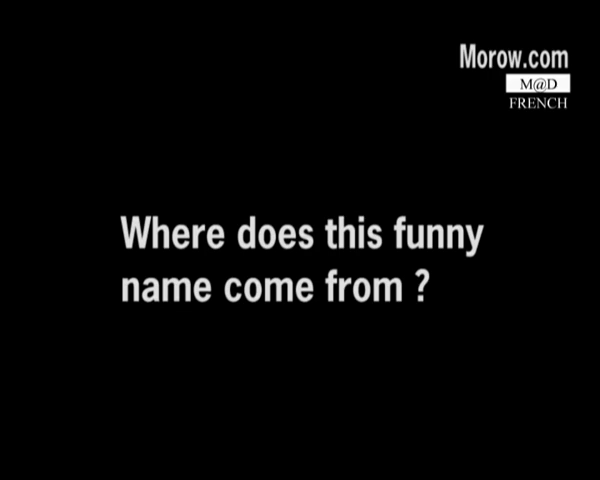 Morow.com
M@D
FRENCH
Where does this funny
name come from ?